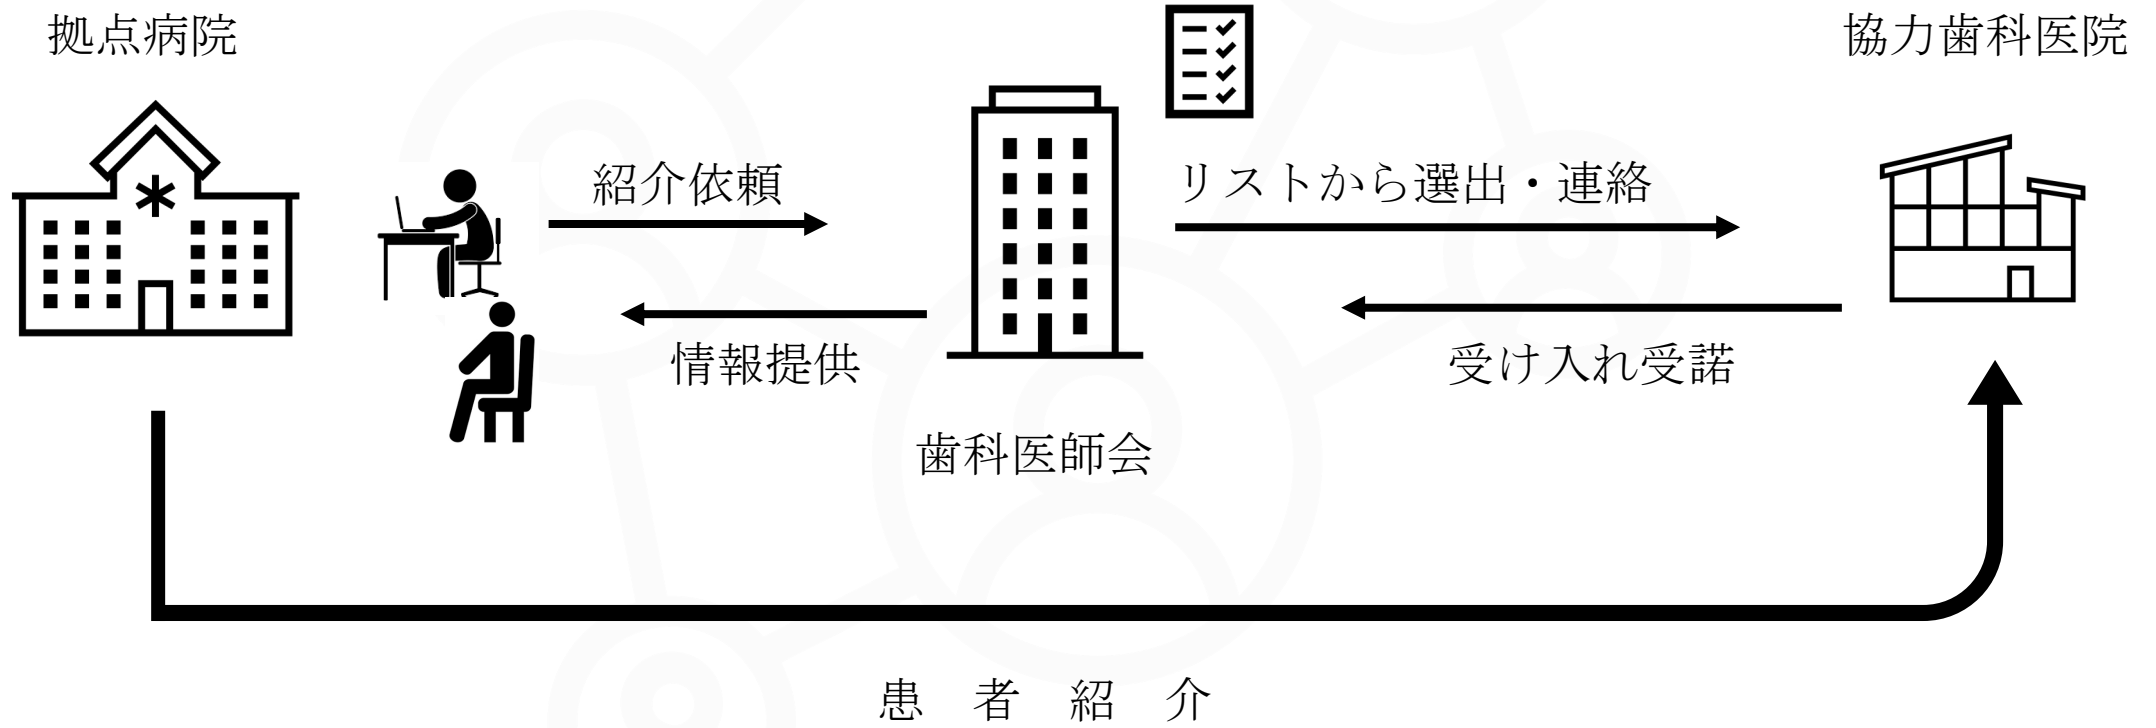 拠点病院
協力歯科医院
紹介依頼
リストから選出・連絡
情報提供
受け入れ受諾
歯科医師会
患者紹介